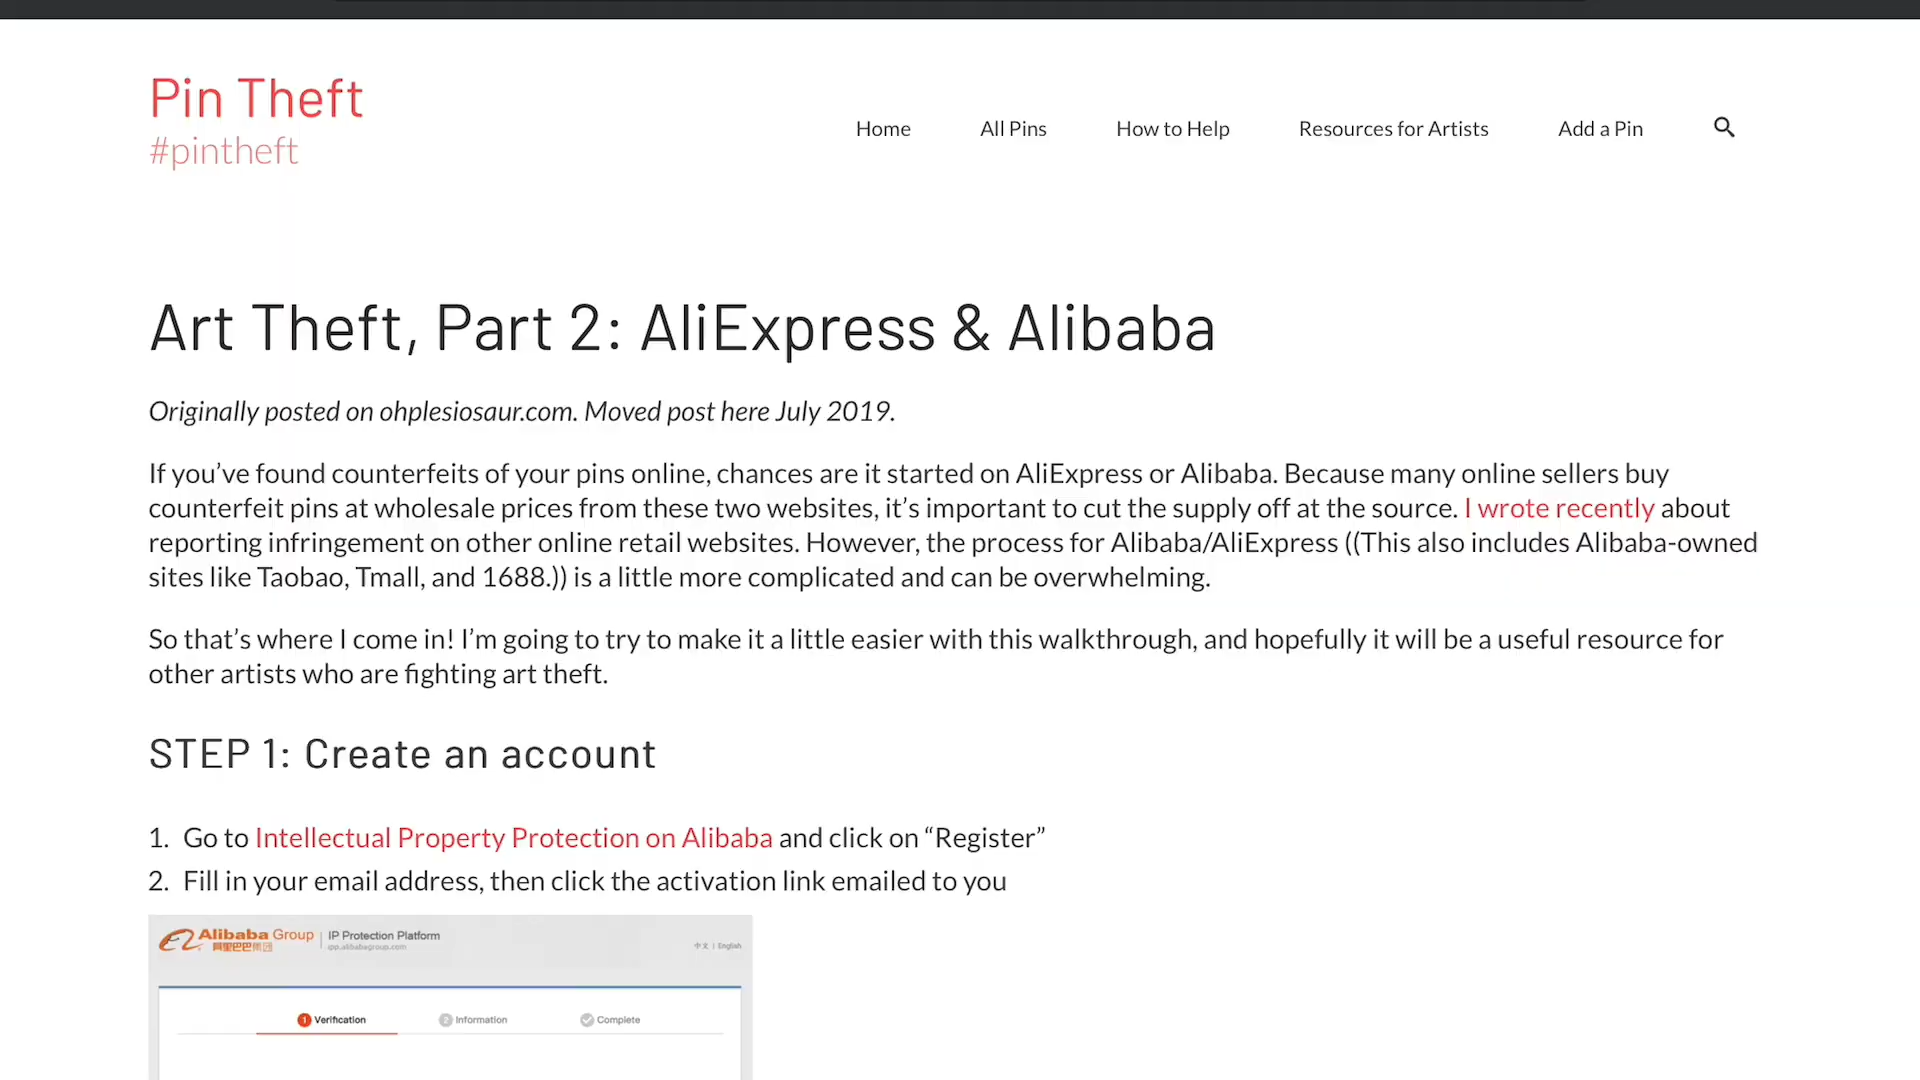 Pin Theft
#pintheft
Home
All Pins
How to Help
Resources for Artists
Add a Pin
Art Theft, Part 2: AliExpress & Alibaba
Originally posted on ohplesiosaur.com. Moved post here July 2019.
If you’ve found counterfeits of your pins online, chances are it started on AliExpress or Alibaba. Because many online sellers buy
counterfeit pins at wholesale prices from these two websites, it’s important to cut the supply off at the source. I wrote recently about
reporting infringement on other online retail websites. However, the process for Alibaba/AliExpress ((This also includes Alibaba-owned
sites like Taobao, Tmall, and 1688.)) is a little more complicated and can be overwhelming.
So that’s where I come in! I’m going to try to make it a little easier with this walkthrough, and hopefully it will be a useful resource for
other artists who are fighting art theft.
STEP 1: Create an account
1. Go to Intellectual Property Protection on Alibaba and click on “Register”
2. Fill in your email address, then click the activation link emailed to you
Alibaba Group | IP Protection Platform
阿里巴巴集团 ipp.alibabagroup.com
中文 | English
1 Verification
2 Information
Complete